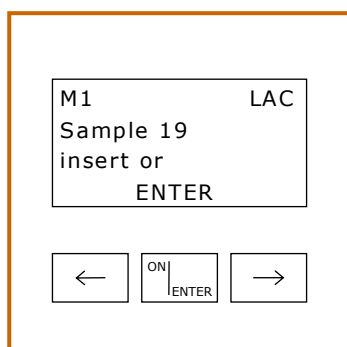 M1 LAC
Sample 19
insert or
ENTER
← ON ENTER →